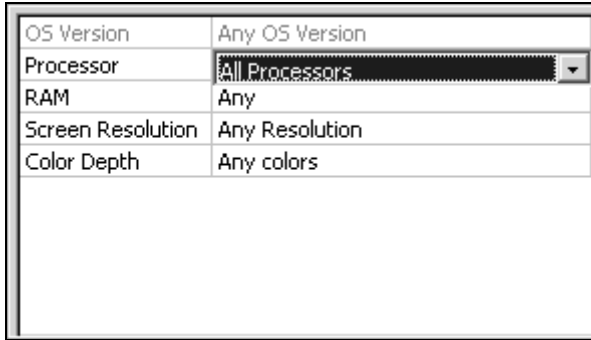 OS Version Any OS Version
Processor All Processors
RAM Any
Screen Resolution Any Resolution
Color Depth Any colors